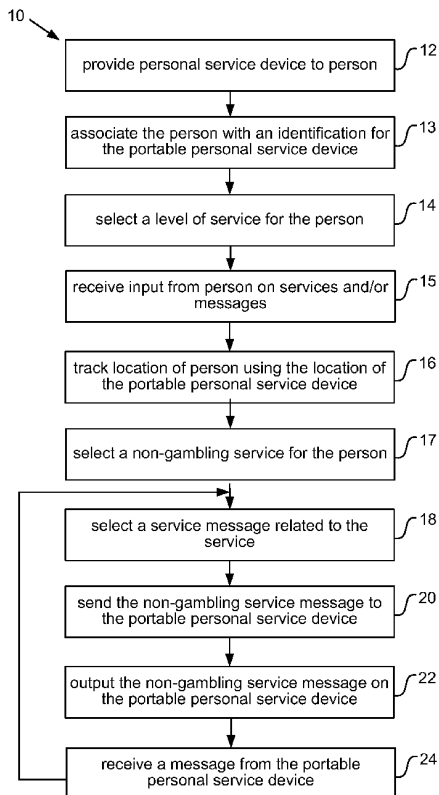 10
provide personal service device to person
12
associate the person with an identification for
the portable personal service device
13
select a level of service for the person
14
receive input from person on services and/or
messages
15
track location of person using the location of
the portable personal service device
16
select a non-gambling service for the person
17
select a service message related to the
service
18
send the non-gambling service message to
the portable personal service device
20
output the non-gambling service message on
the portable personal service device
22
receive a message from the portable
personal service device
24